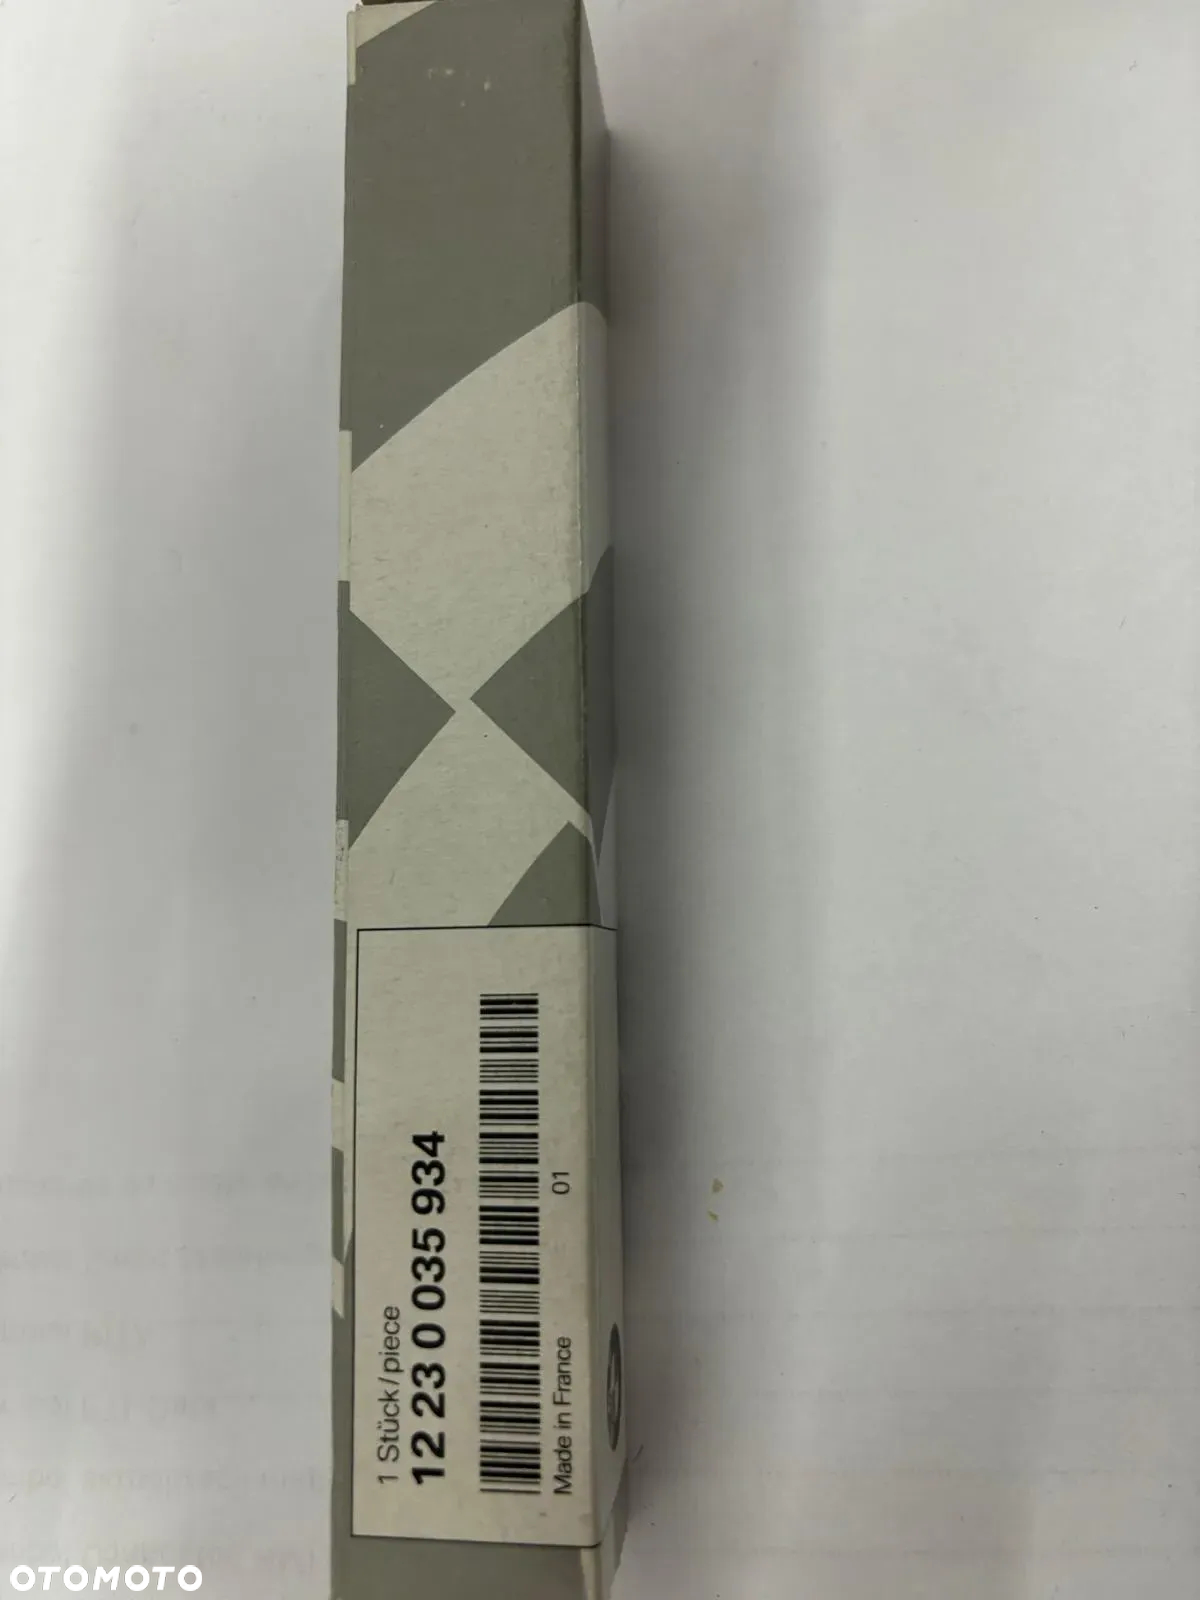 1 Stück/piece
12 23 0 035 934
Made in France 01
OTOMOTO